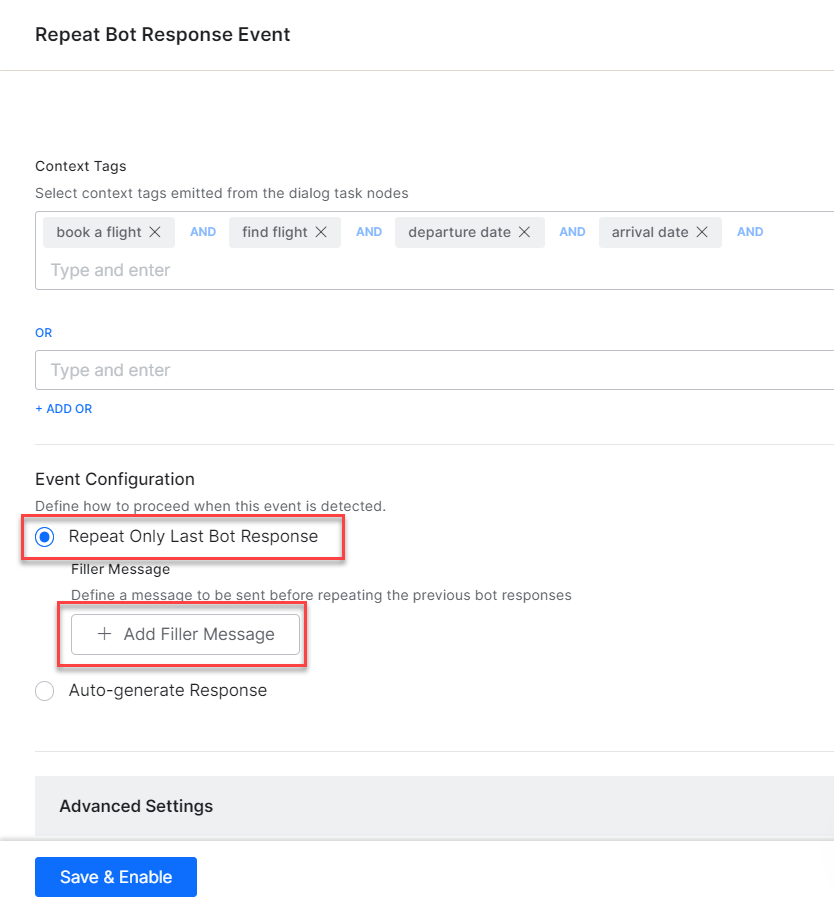 Repeat Bot Response Event
Context Tags
Select context tags emitted from the dialog task nodes
book a flight AND find flight AND departure date AND arrival date AND
Type and enter
OR
Type and enter
+ ADD OR
Event Configuration
Define how to proceed when this event is detected.
Repeat Only Last Bot Response
Filler Message
Define a message to be sent before repeating the previous bot responses
+ Add Filler Message
Auto-generate Response
Advanced Settings
Save & Enable